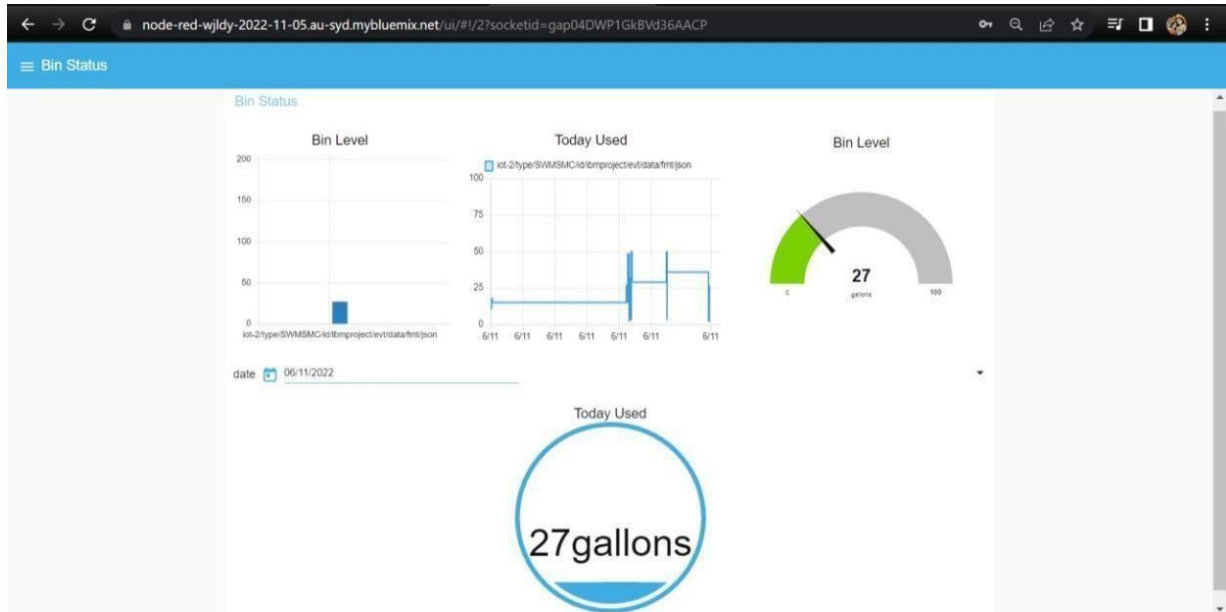 node-red-wjldy-2022-11-05.au-syd.mybluemix.net/ui/#!/2?socketid=gap04DWP1GkBVd36AACP
Bin Status
Bin Status
Bin Level
200
150
100
50
0
iot-2/type/SWMSMC/id/ibmproject/evt/data/fmt/json
Today Used
iot-2/type/SWMSMC/id/ibmproject/evt/data/fmt/json
100
75
50
25
0
6/11 6/11 6/11 6/11 6/11 6/11 6/11
Bin Level
27
gallons
0 100
date 06/11/2022
Today Used
27gallons